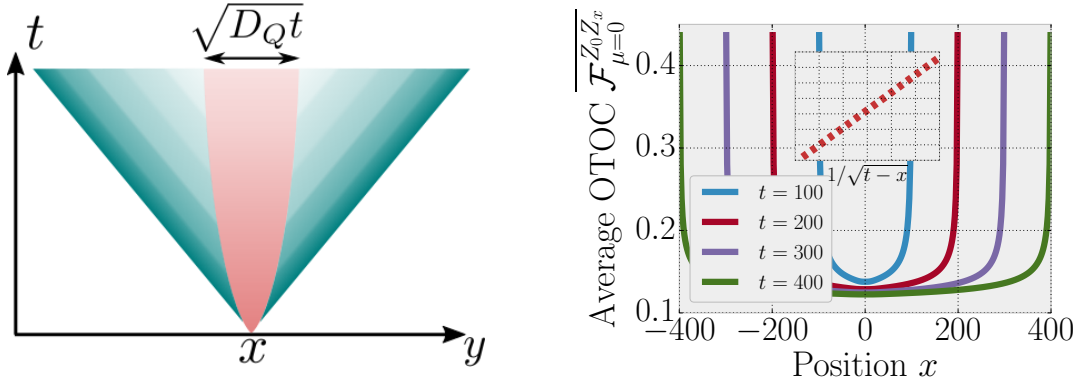 √D_Q t
t
x
y
Average OTOC \overline{\mathcal{F}_{μ=0}^{Z_0 Z_x}}
0.4
0.3
0.2
0.1
1/√t−x
t = 100
t = 200
t = 300
t = 400
−400 −200 0 200 400
Position x